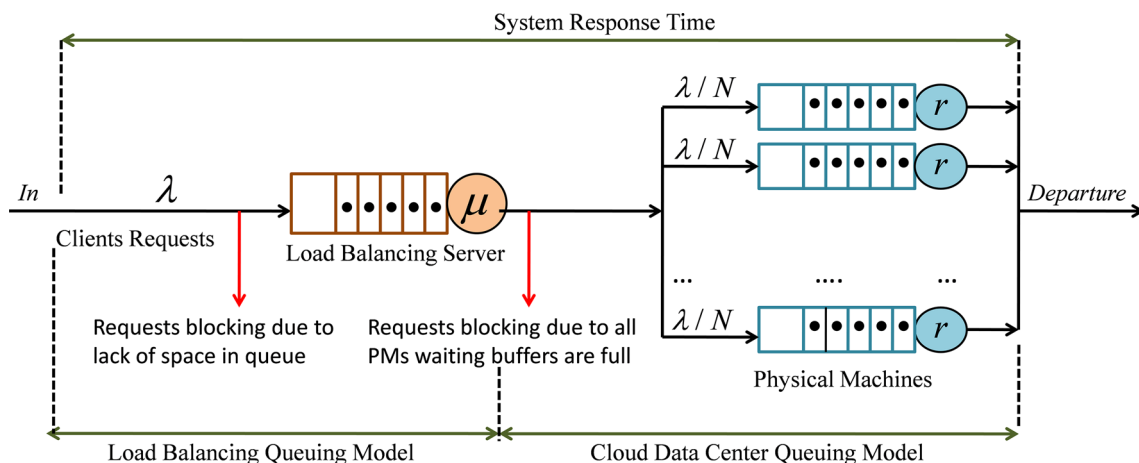 System Response Time
λ / N
r
λ / N
r
In
λ
μ
Departure
Clients Requests
Load Balancing Server
...
....
...
λ / N
r
Requests blocking due to
lack of space in queue
Requests blocking due to all
PMs waiting buffers are full
Physical Machines
Load Balancing Queuing Model
Cloud Data Center Queuing Model